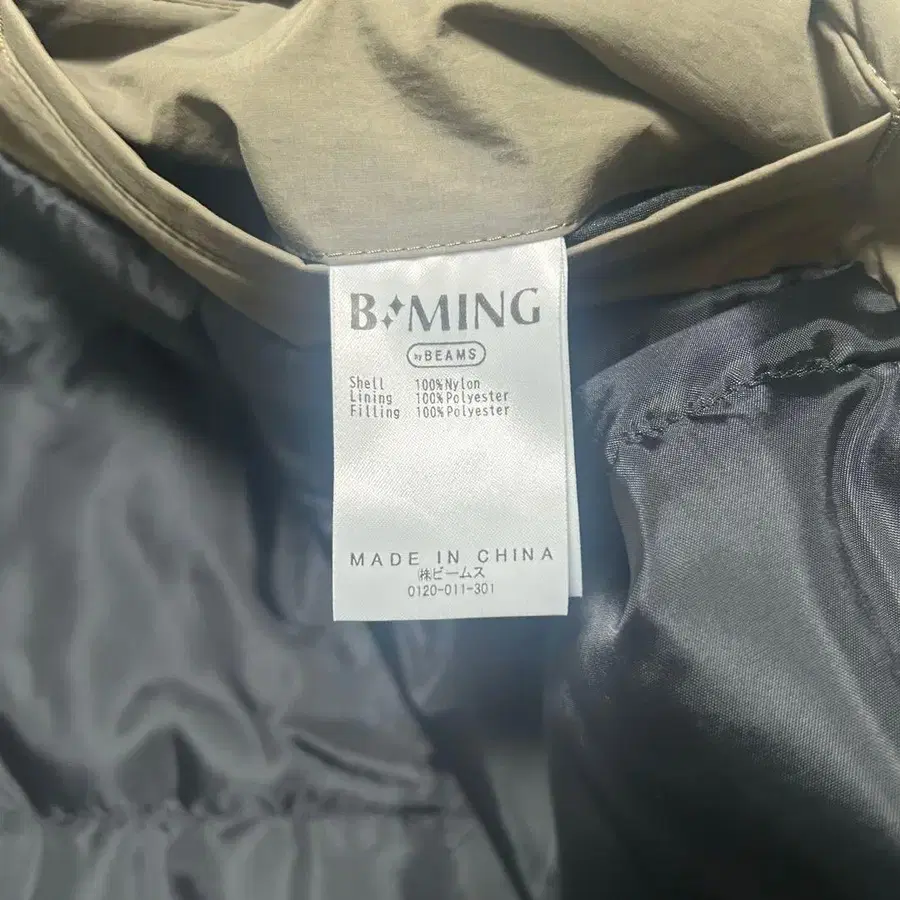 B:MING
by BEAMS
Shell 100%Nylon
Lining 100%Polyester
Filling 100%Polyester
MADE IN CHINA
㈱ビームス
0120-011-301